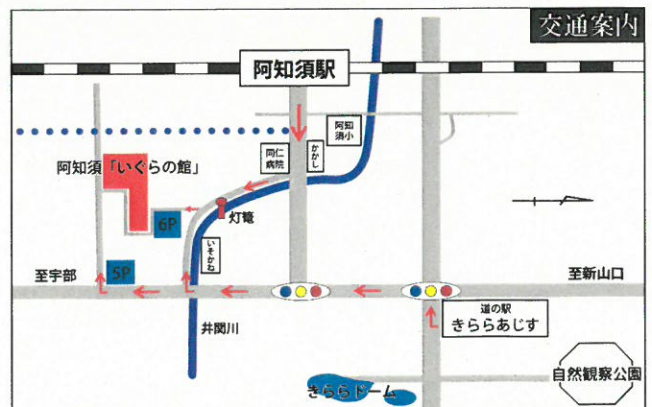 交通案内
阿知須駅
阿知
須小
同仁
病院
かかし
阿知須「いぐらの館」
灯篭
6P
いそかね
至宇部
5P
至新山口
道の駅
きららあじす
井関川
自然観察公園
きららドーム